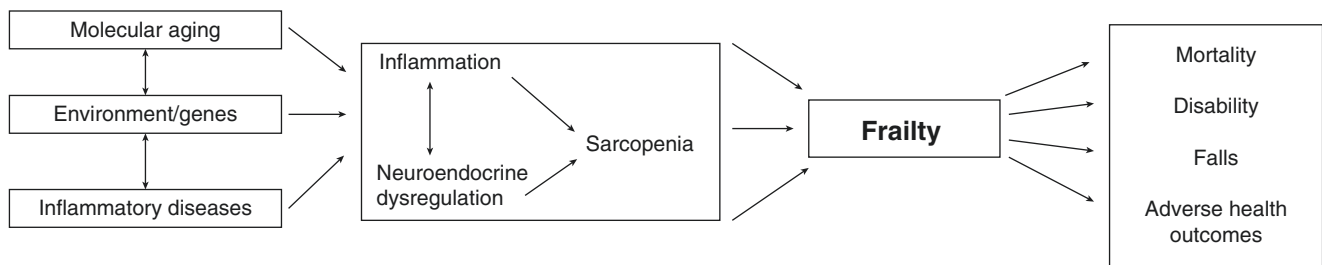 Molecular aging
Environment/genes
Inflammatory diseases
Inflammation
Neuroendocrine
dysregulation
Sarcopenia
Frailty
Mortality
Disability
Falls
Adverse health
outcomes